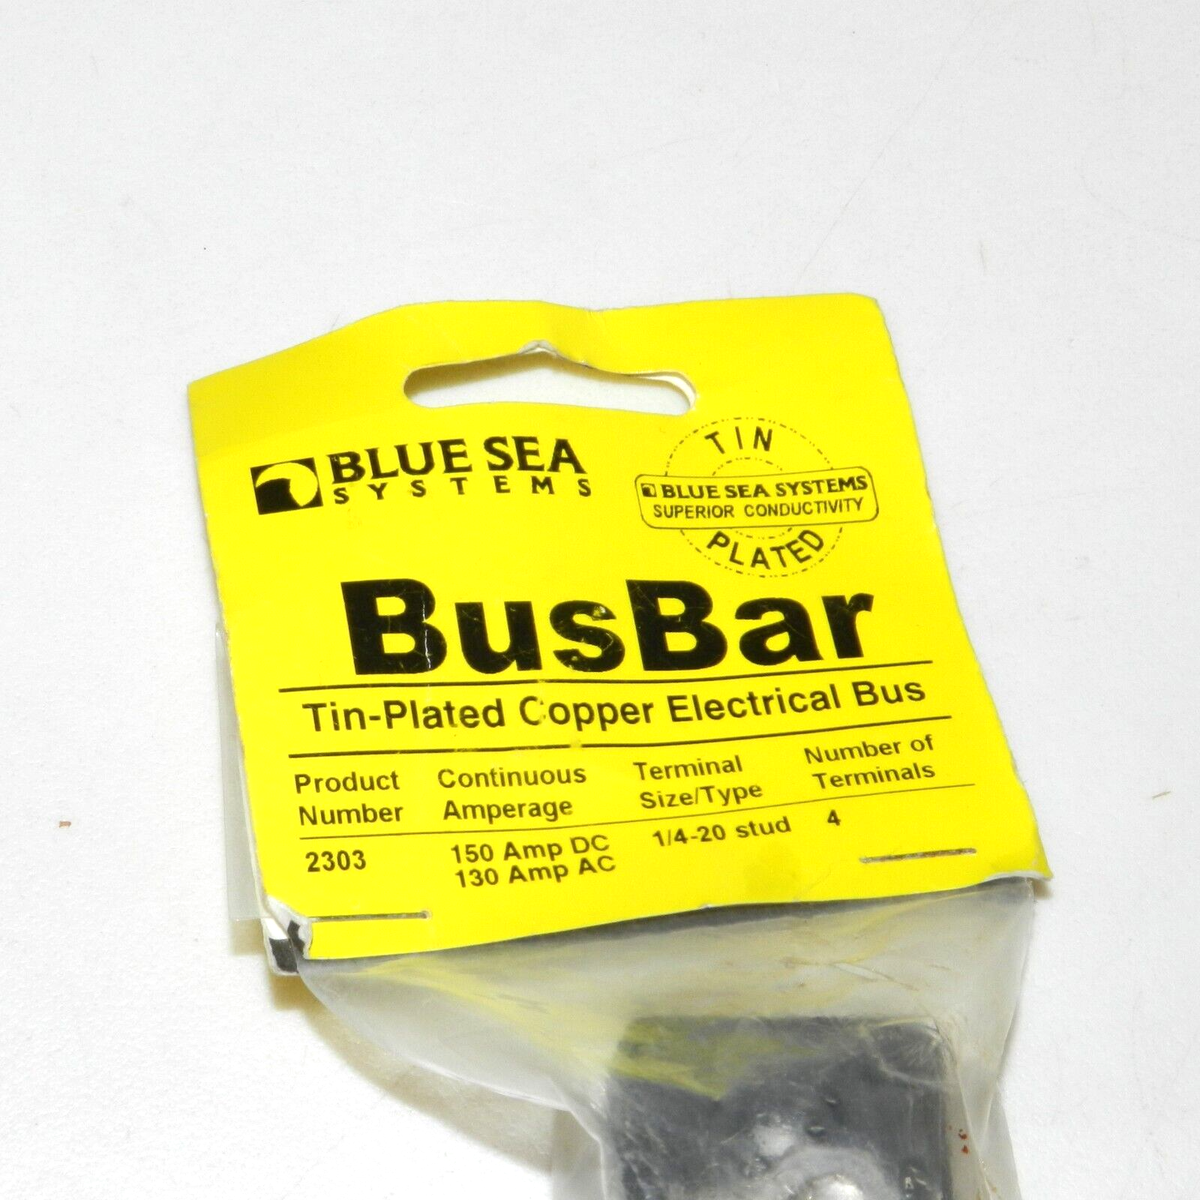 BLUE SEA
SYSTEMS
TIN
BLUE SEA SYSTEMS
SUPERIOR CONDUCTIVITY
PLATED
BusBar
Tin-Plated Copper Electrical Bus
Product Number
Continuous Amperage
Terminal Size/Type
Number of Terminals
2303
150 Amp DC
130 Amp AC
1/4-20 stud
4